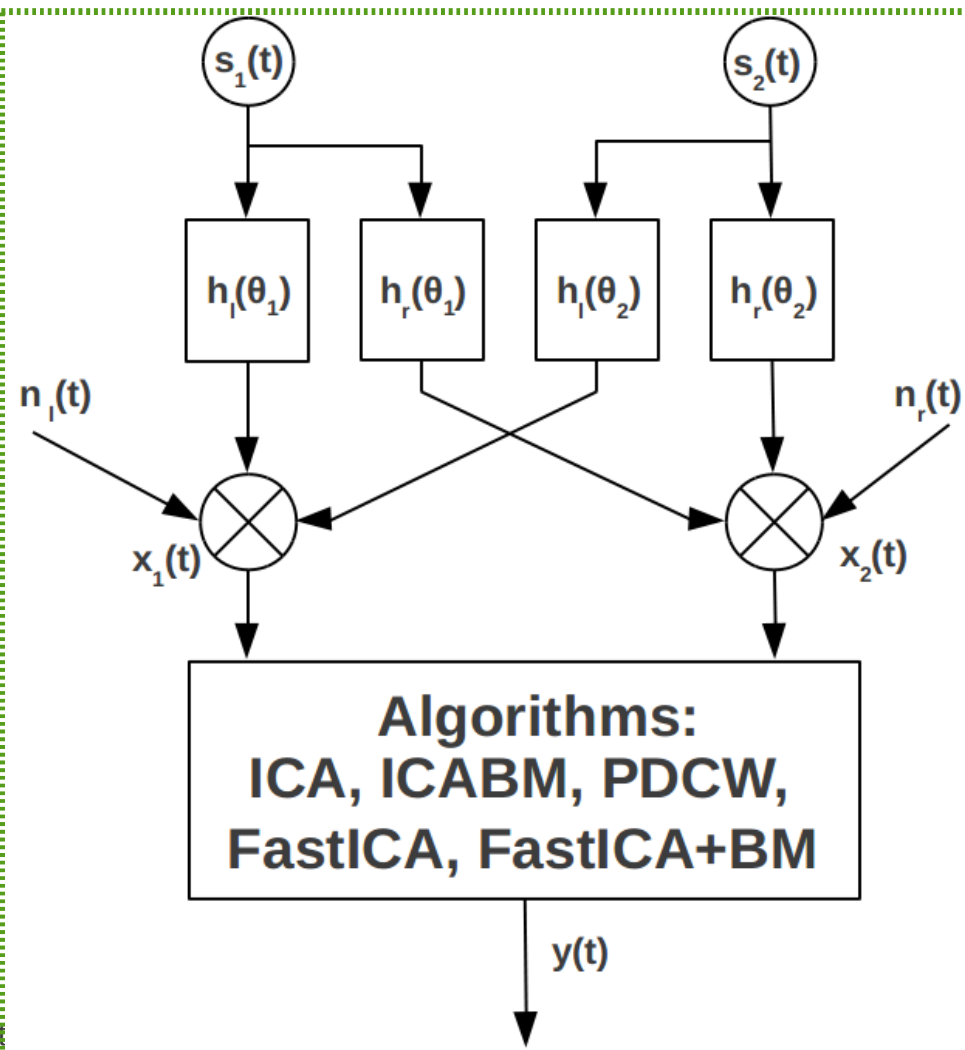 s₁(t)
s₂(t)
hₗ(θ₁)
hᵣ(θ₁)
hₗ(θ₂)
hᵣ(θ₂)
nₗ(t)
nᵣ(t)
x₁(t)
x₂(t)
Algorithms:
ICA, ICABM, PDCW,
FastICA, FastICA+BM
y(t)